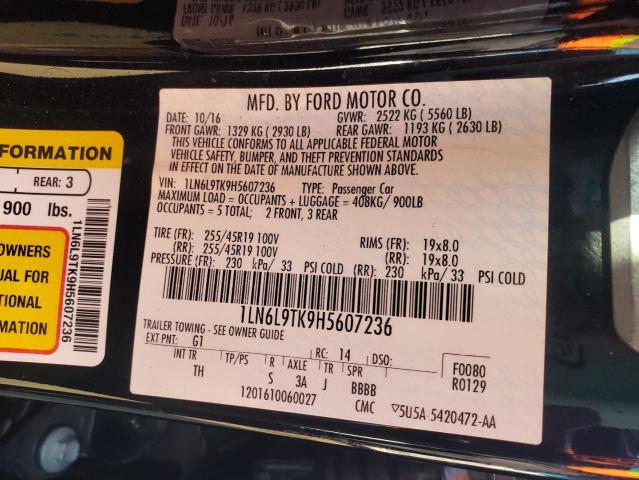 MFD. BY FORD MOTOR CO.
DATE: 10/16 GVWR: 2522 KG ( 5560 LB)
FRONT GAWR: 1329 KG ( 2930 LB) REAR GAWR: 1193 KG ( 2630 LB)
THIS VEHICLE CONFORMS TO ALL APPLICABLE FEDERAL MOTOR
VEHICLE SAFETY, BUMPER, AND THEFT PREVENTION STANDARDS
IN EFFECT ON THE DATE OF MANUFACTURE SHOWN ABOVE.
VIN: 1LN6L9TK9H5607236 TYPE: Passenger Car
MAXIMUM LOAD = OCCUPANTS + LUGGAGE = 408KG/ 900LB
OCCUPANTS = 5 TOTAL; 2 FRONT, 3 REAR
TIRE (FR): 255/45R19 100V RIMS (FR): 19x8.0
(RR): 255/45R19 100V (RR): 19x8.0
PRESSURE (FR): 230 kPa/ 33 PSI COLD (RR): 230 kPa/ 33 PSI COLD
1LN6L9TK9H5607236
TRAILER TOWING - SEE OWNER GUIDE
EXT PNT: G1 RC: 14 DSO:
INT TR TP/PS R AXLE TR SPR
TH S 3A J BBBB
F0080
R0129
1201610060027 CMC ▽5U5A 5420472-AA
FORMATION
REAR: 3
900 lbs.
OWNERS
UAL FOR
TIONAL
RMATION
1LN6L9TK9H5607236